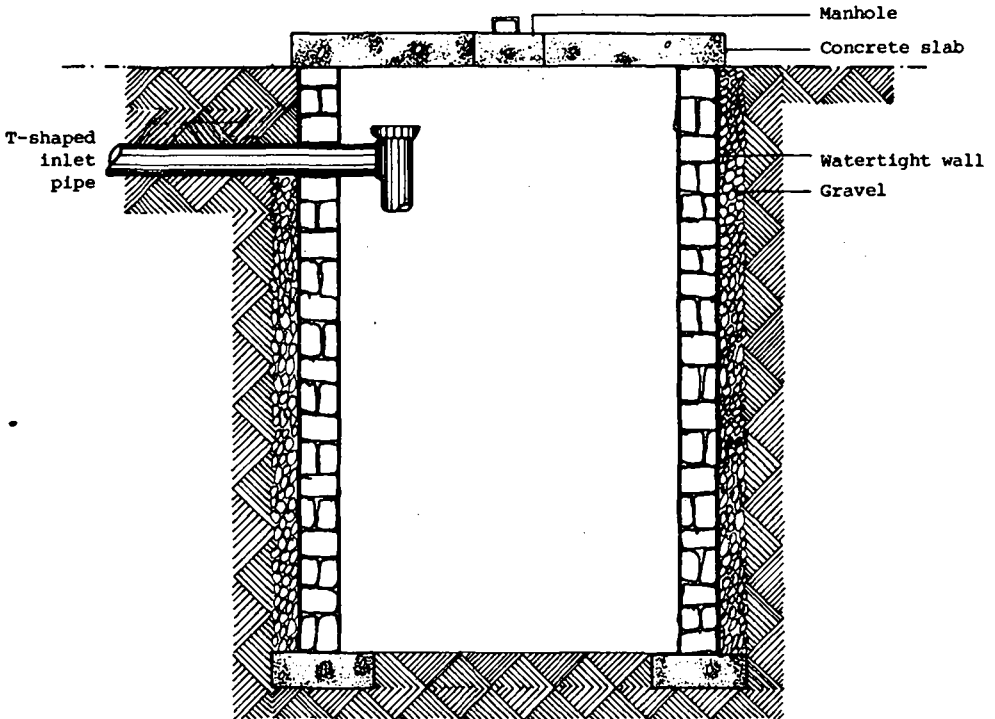 Manhole
Concrete slab
T-shaped
inlet
pipe
Watertight wall
Gravel